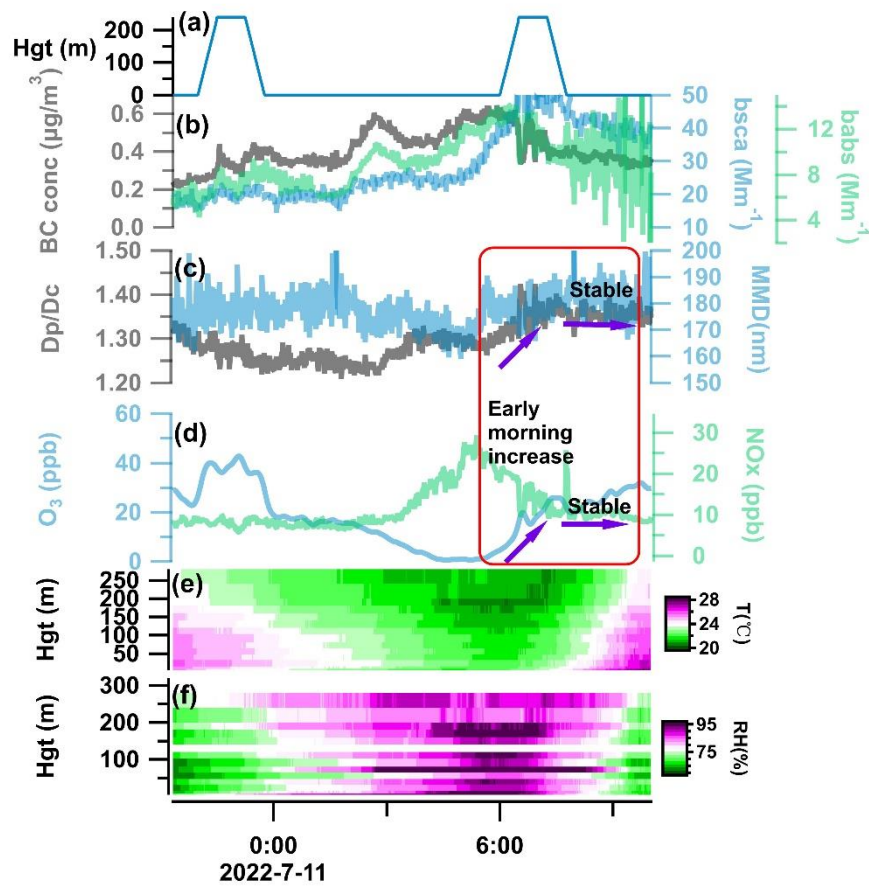 (a)
Hgt (m)
200
100
0
(b)
BC conc (µg/m³)
0.6
0.4
0.2
0.0
50
40
30
20
10
bsca (Mm⁻¹)
12
8
4
babs (Mm⁻¹)
(c)
Dp/Dc
1.50
1.40
1.30
1.20
200
190
180
170
160
150
MMD(nm)
Stable
Early
morning
increase
(d)
O₃ (ppb)
60
40
20
0
30
20
10
0
NOx (ppb)
Stable
(e)
Hgt (m)
250
200
150
100
50
28
24
20
T(℃)
(f)
Hgt (m)
300
200
100
95
75
RH(%)
0:00
6:00
2022-7-11